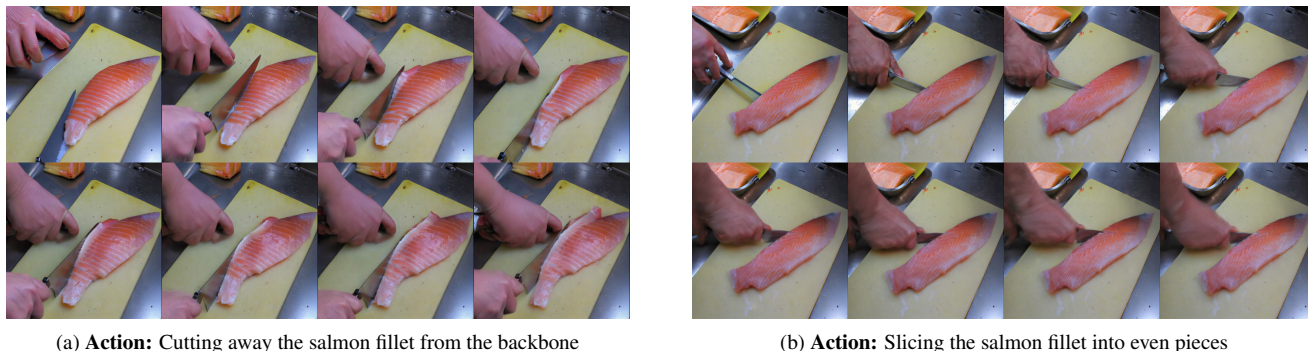 (a) Action: Cutting away the salmon fillet from the backbone
(b) Action: Slicing the salmon fillet into even pieces